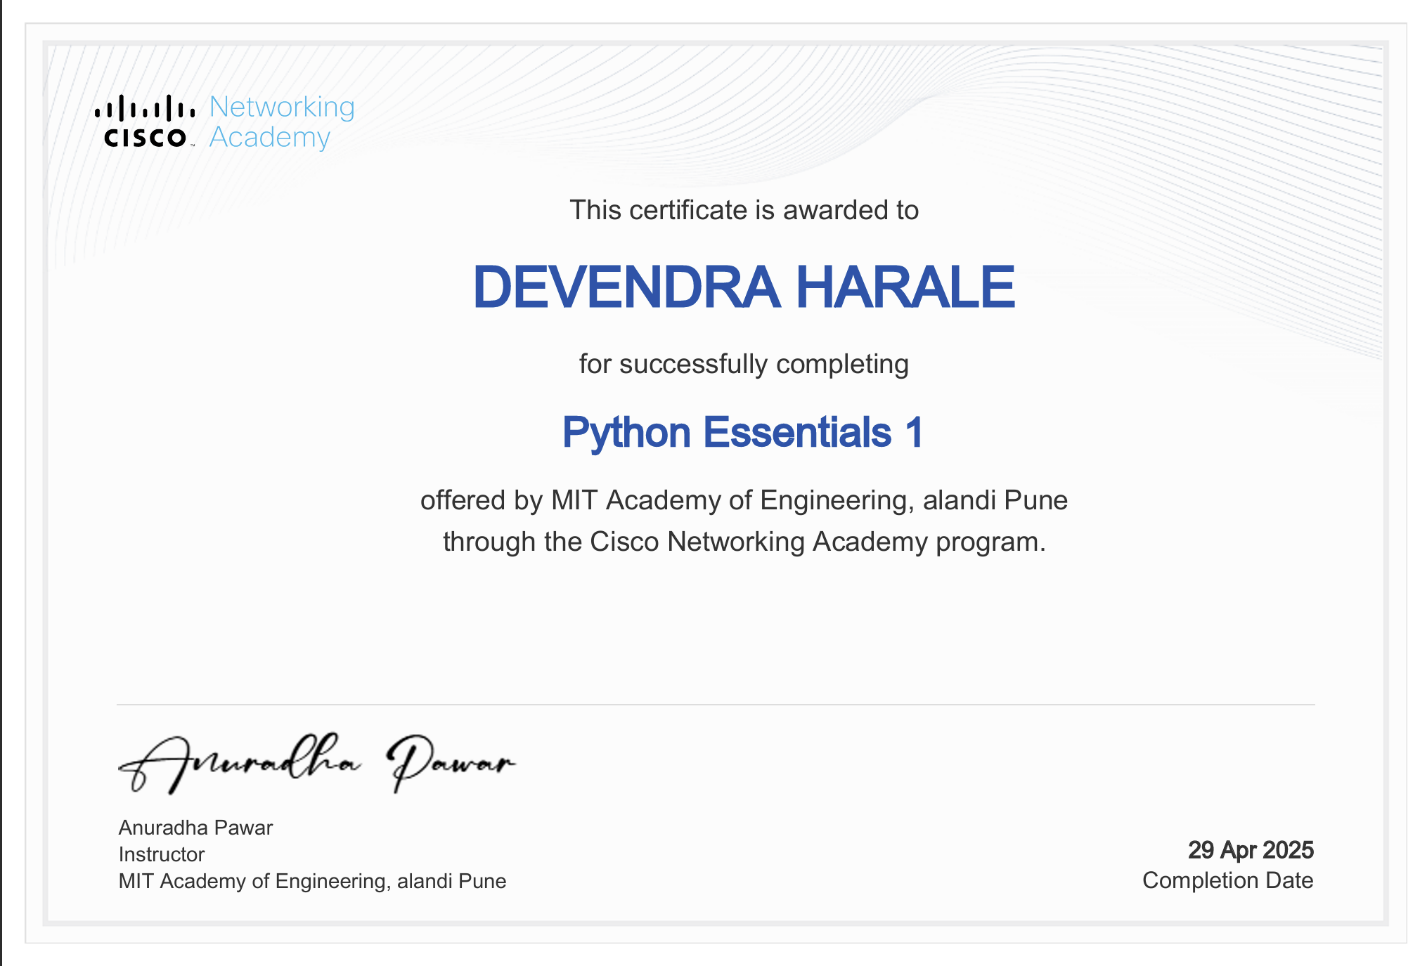 Networking
Academy
CISCO
This certificate is awarded to
DEVENDRA HARALE
for successfully completing
Python Essentials 1
offered by MIT Academy of Engineering, alandi Pune
through the Cisco Networking Academy program.
Anuradha Pawar
Anuradha Pawar
Instructor
MIT Academy of Engineering, alandi Pune
29 Apr 2025
Completion Date